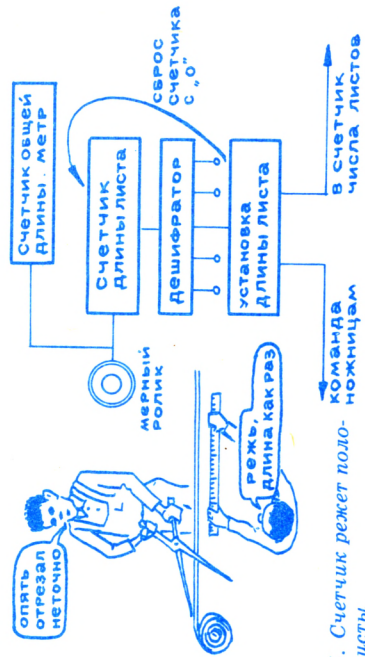 опять
отрезал
неточно
режь,
длина как раз
мерный
ролик
Счетчик общей
длины. метр
Счетчик
длины листа
дешифратор
установка
длины листа
сброс
счетчика
с „0"
команда
ножницам
в счетчик
числа листов
. Счетчик режет поло-